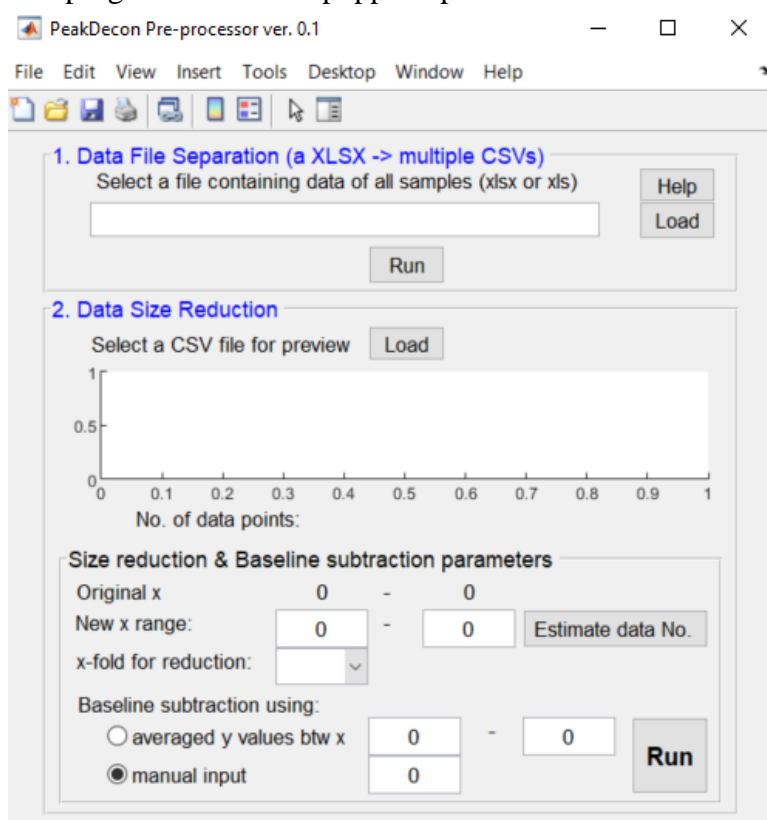 PeakDecon Pre-processor ver. 0.1
File Edit View Insert Tools Desktop Window Help
1. Data File Separation (a XLSX -> multiple CSVs)
Select a file containing data of all samples (xlsx or xls)
Help
Load
Run
2. Data Size Reduction
Select a CSV file for preview Load
1
0.5
0
0 0.1 0.2 0.3 0.4 0.5 0.6 0.7 0.8 0.9 1
No. of data points:
Size reduction & Baseline subtraction parameters
Original x 0 - 0
New x range: 0 - 0 Estimate data No.
x-fold for reduction:
Baseline subtraction using:
averaged y values btw x 0 - 0
manual input 0
Run